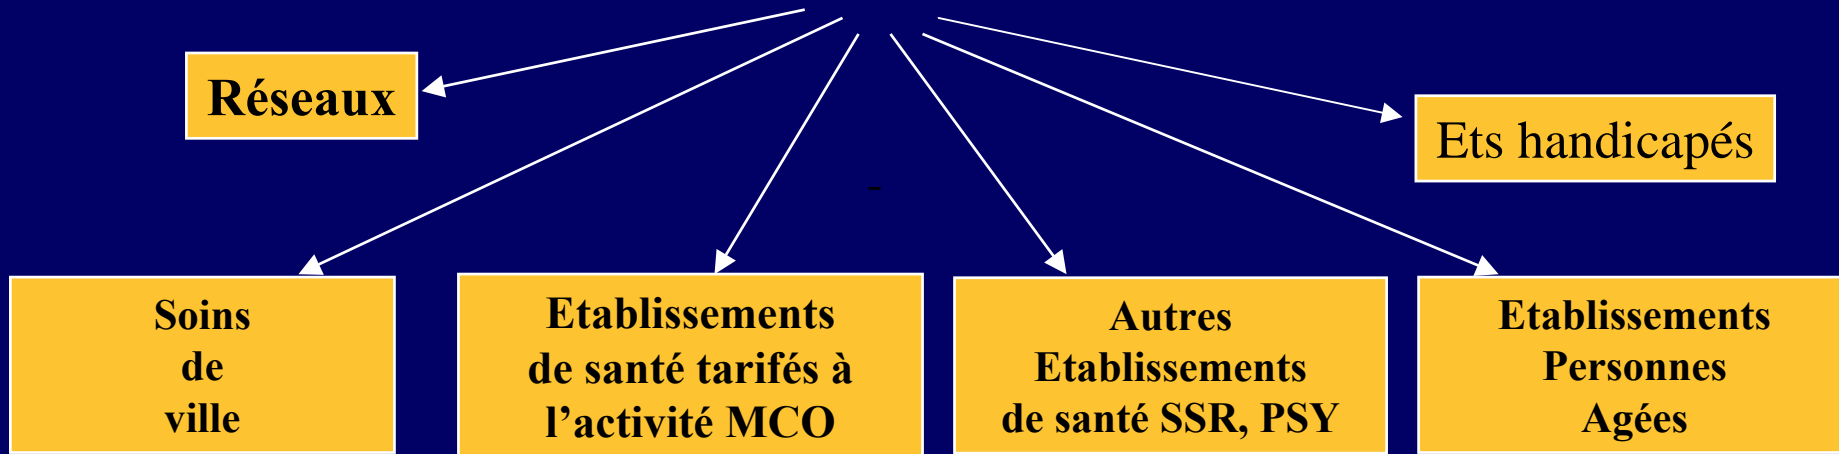 Réseaux
Ets handicapés
Soins
de
ville
Etablissements
de santé tarifés à
l’activité MCO
Autres
Etablissements
de santé SSR, PSY
Etablissements
Personnes
Agées